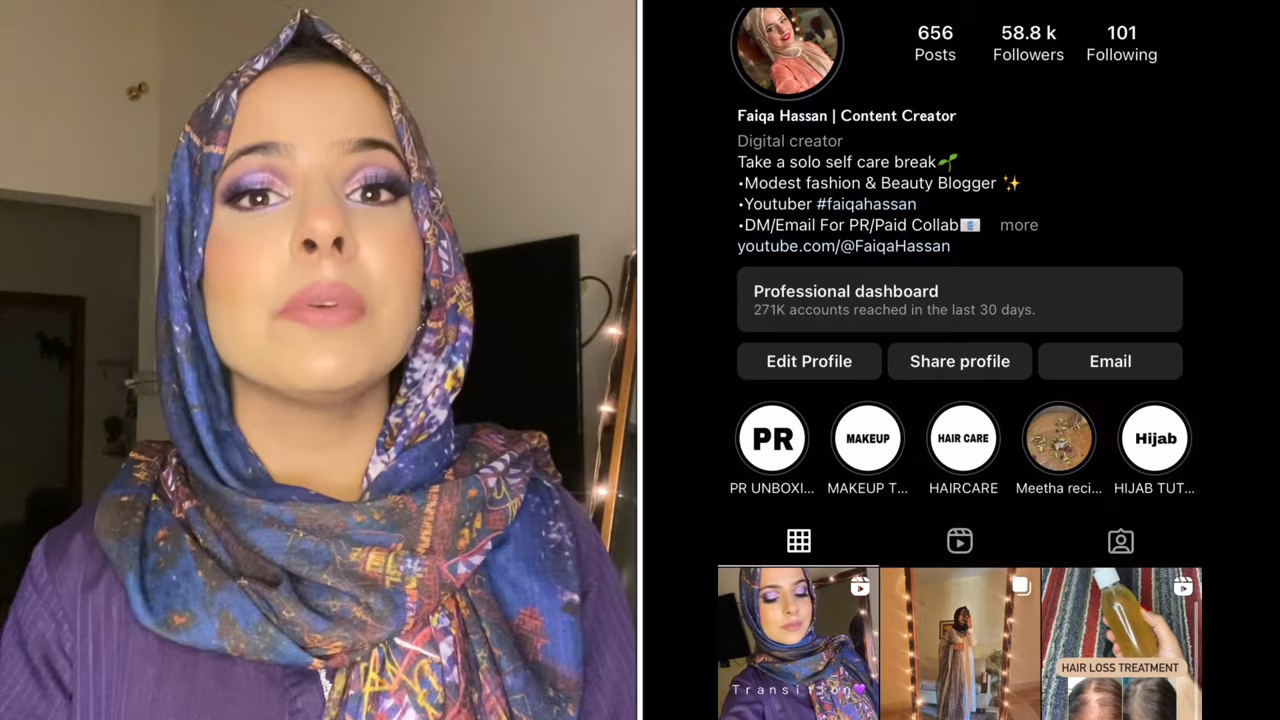 656 58.8 k 101
Posts Followers Following
Faiqa Hassan | Content Creator
Digital creator
Take a solo self care break🌱
•Modest fashion & Beauty Blogger ✨
•Youtuber #faiqahassan
•DM/Email For PR/Paid Collab📧 more
youtube.com/@FaiqaHassan
Professional dashboard
271K accounts reached in the last 30 days.
Edit Profile Share profile Email
PR MAKEUP HAIR CARE Hijab
PR UNBOXI... MAKEUP T... HAIRCARE Meetha reci... HIJAB TUT...
Transition💜
HAIR LOSS TREATMENT